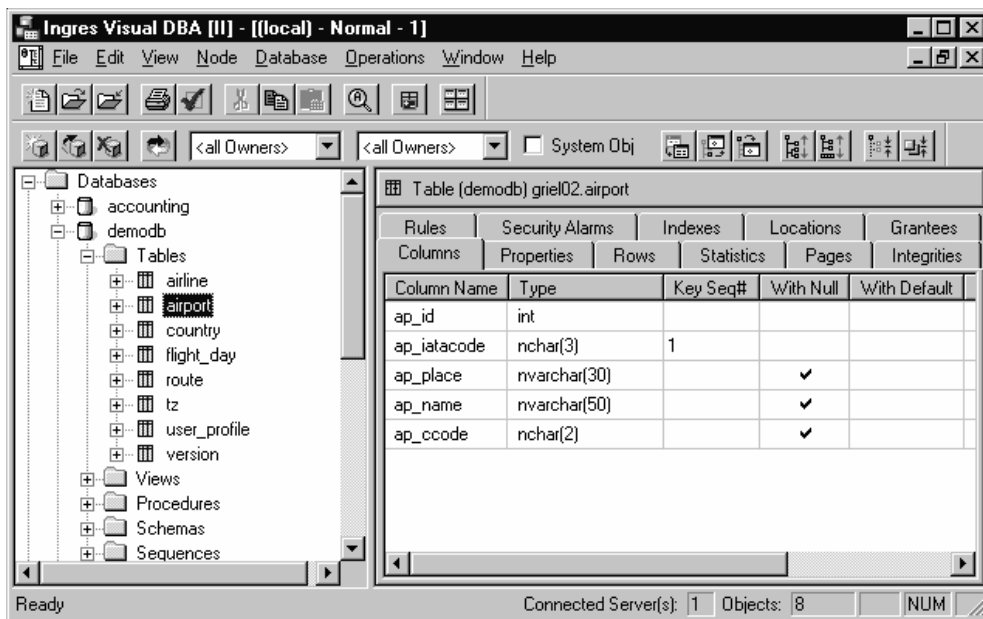 Ingres Visual DBA [II] - [(local) - Normal - 1]
File Edit View Node Database Operations Window Help
<all Owners> <all Owners> System Obj
Databases
accounting
demodb
Tables
airline
airport
country
flight_day
route
tz
user_profile
version
Views
Procedures
Schemas
Sequences
Table (demodb) griel02.airport
Rules Security Alarms Indexes Locations Grantees
Columns Properties Rows Statistics Pages Integrities
Column Name Type Key Seq# With Null With Default
ap_id int
ap_iatacode nchar(3) 1
ap_place nvarchar(30)
ap_name nvarchar(50)
ap_ccode nchar(2)
Ready Connected Server(s): 1 Objects: 8 NUM